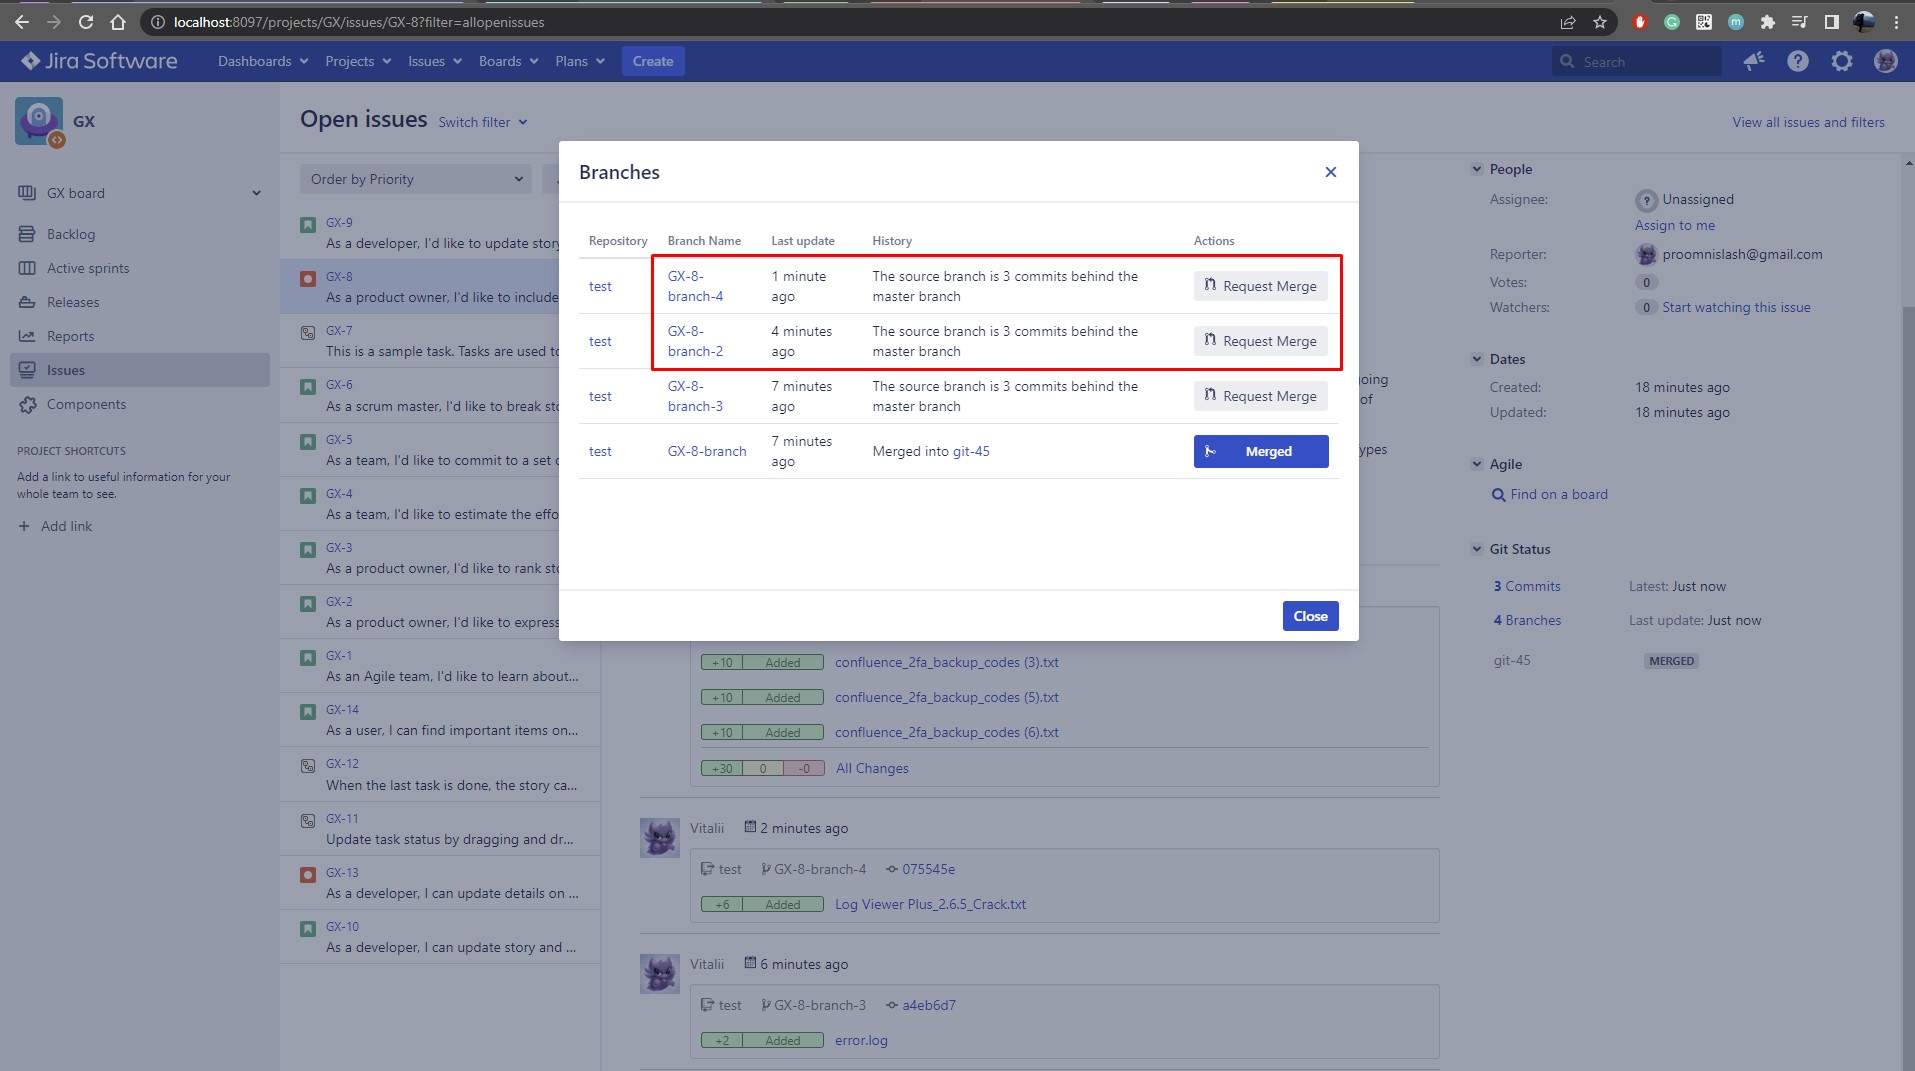 localhost:8097/projects/GX/issues/GX-8?filter=allopenissues
Jira Software
Dashboards
Projects
Issues
Boards
Plans
Create
Search
GX
GX board
Backlog
Active sprints
Releases
Reports
Issues
Components
PROJECT SHORTCUTS
Add a link to useful information for your
whole team to see.
+ Add link
Open issues
Switch filter
View all issues and filters
Order by Priority
GX-9
As a developer, I'd like to update story
GX-8
As a product owner, I'd like to include
GX-7
This is a sample task. Tasks are used to
GX-6
As a scrum master, I'd like to break sto
GX-5
As a team, I'd like to commit to a set o
GX-4
As a team, I'd like to estimate the effo
GX-3
As a product owner, I'd like to rank sto
GX-2
As a product owner, I'd like to express
GX-1
As an Agile team, I'd like to learn about...
GX-14
As a user, I can find important items on...
GX-12
When the last task is done, the story ca...
GX-11
Update task status by dragging and dr...
GX-13
As a developer, I can update details on ...
GX-10
As a developer, I can update story and ...
Branches
Repository Branch Name Last update History Actions
test
GX-8-
branch-4
1 minute
ago
The source branch is 3 commits behind the
master branch
Request Merge
test
GX-8-
branch-2
4 minutes
ago
The source branch is 3 commits behind the
master branch
Request Merge
test
GX-8-
branch-3
7 minutes
ago
The source branch is 3 commits behind the
master branch
Request Merge
test
GX-8-branch
7 minutes
ago
Merged into git-45
Merged
Close
oing
of
ypes
+10 Added confluence_2fa_backup_codes (3).txt
+10 Added confluence_2fa_backup_codes (5).txt
+10 Added confluence_2fa_backup_codes (6).txt
+30 0 -0 All Changes
Vitalii 2 minutes ago
test GX-8-branch-4 075545e
+6 Added Log Viewer Plus_2.6.5_Crack.txt
Vitalii 6 minutes ago
test GX-8-branch-3 a4eb6d7
+2 Added error.log
People
Assignee: Unassigned
Assign to me
Reporter: proomnislash@gmail.com
Votes: 0
Watchers: 0 Start watching this issue
Dates
Created: 18 minutes ago
Updated: 18 minutes ago
Agile
Find on a board
Git Status
3 Commits Latest: Just now
4 Branches Last update: Just now
git-45 MERGED